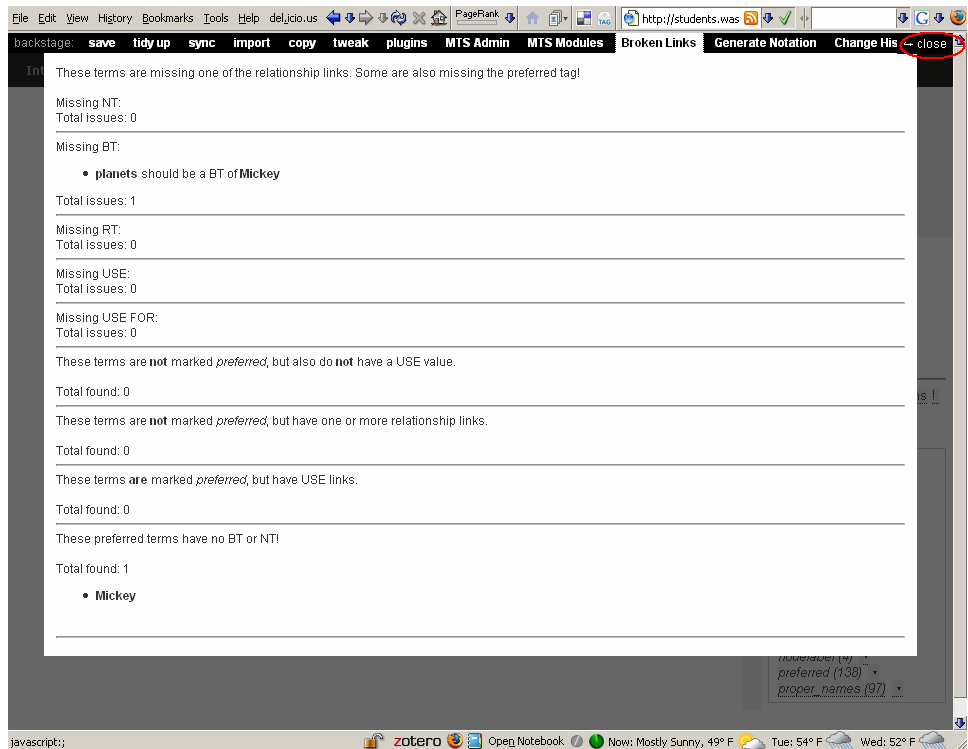 File Edit View History Bookmarks Tools Help del.icio.us PageRank TAG http://students.was G
backstage: save tidy up sync import copy tweak plugins MTS Admin MTS Modules Broken Links Generate Notation Change His close
Int
These terms are missing one of the relationship links. Some are also missing the preferred tag!
Missing NT:
Total issues: 0
Missing BT:
• planets should be a BT of Mickey
Total issues: 1
Missing RT:
Total issues: 0
Missing USE:
Total issues: 0
Missing USE FOR:
Total issues: 0
These terms are not marked preferred, but also do not have a USE value.
Total found: 0
These terms are not marked preferred, but have one or more relationship links.
Total found: 0
These terms are marked preferred, but have USE links.
Total found: 0
These preferred terms have no BT or NT!
Total found: 1
• Mickey
nodelabel (4)
preferred (138)
proper_names (97)
javascript:; zotero Open Notebook Now: Mostly Sunny, 49° F Tue: 54° F Wed: 52° F